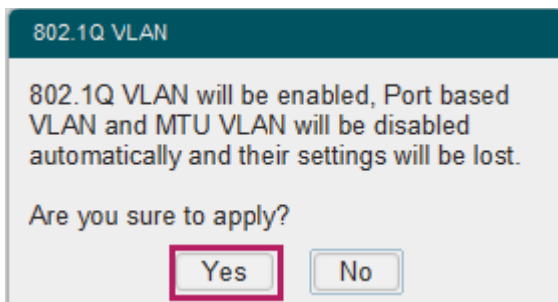 802.1Q VLAN
802.1Q VLAN will be enabled, Port based
VLAN and MTU VLAN will be disabled
automatically and their settings will be lost.
Are you sure to apply?
Yes No